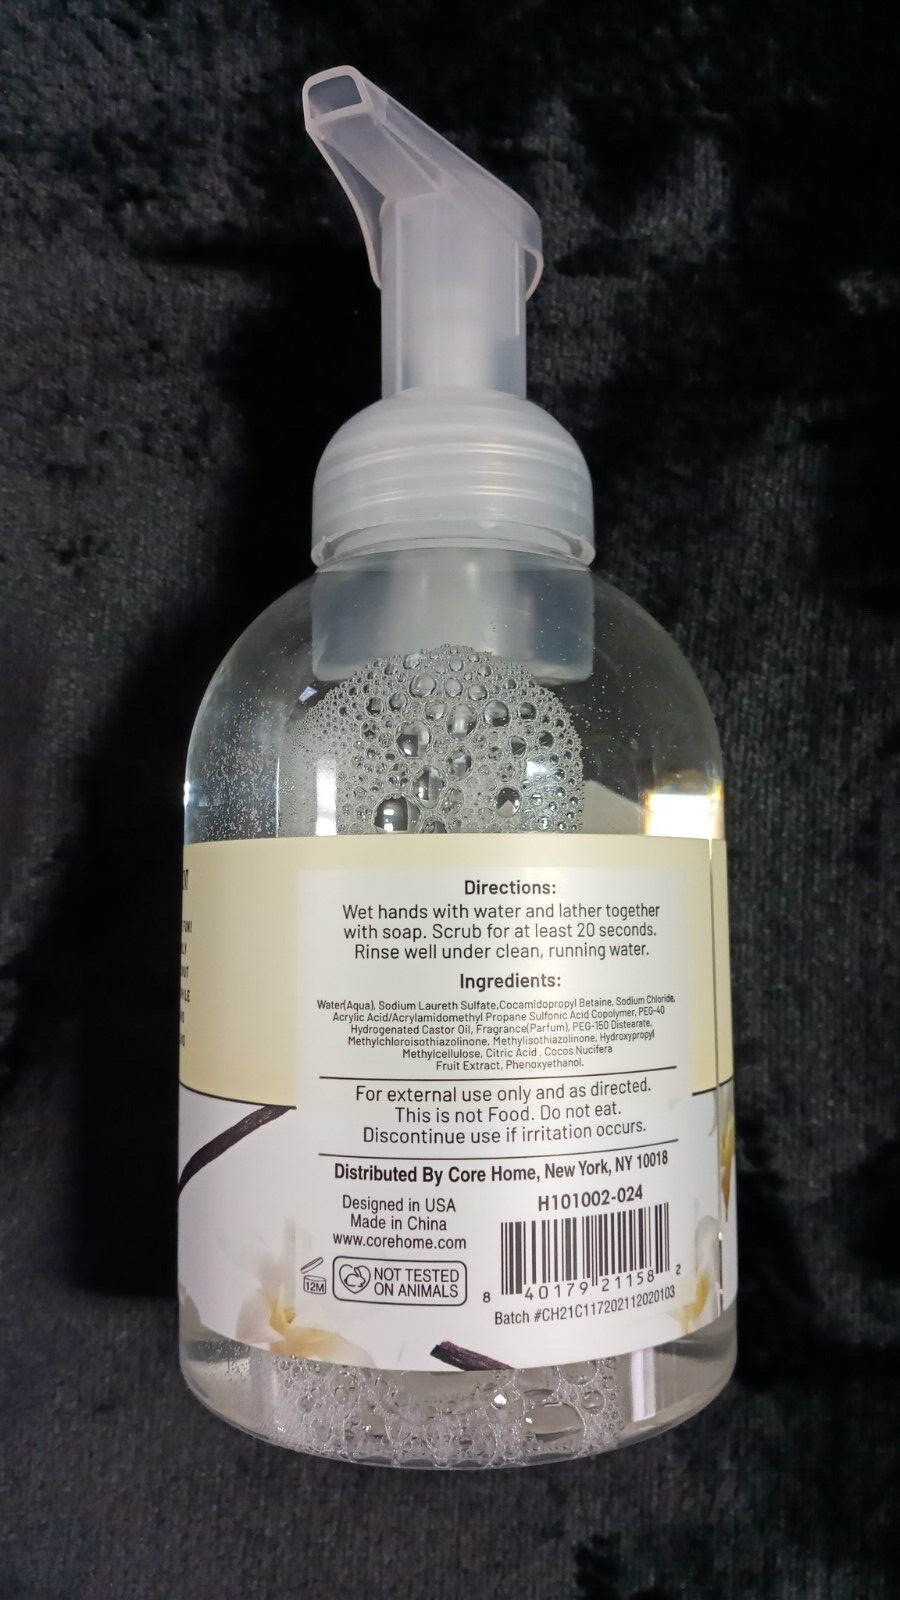 Directions:
Wet hands with water and lather together
with soap. Scrub for at least 20 seconds.
Rinse well under clean, running water.
Ingredients:
Water(Aqua), Sodium Laureth Sulfate,Cocamidopropyl Betaine, Sodium Chloride,
Acrylic Acid/Acrylamidomethyl Propane Sulfonic Acid Copolymer, PEG-40
Hydrogenated Castor Oil, Fragrance(Parfum), PEG-150 Distearate,
Methylchloroisothiazolinone, Methylisothiazolinone, Hydroxypropyl
Methylcellulose, Citric Acid , Cocos Nucifera
Fruit Extract, Phenoxyethanol.
For external use only and as directed.
This is not Food. Do not eat.
Discontinue use if irritation occurs.
Distributed By Core Home, New York, NY 10018
Designed in USA
Made in China
www.corehome.com
12M
NOT TESTED
ON ANIMALS
H101002-024
8 40179 21158 2
Batch #CH21C117202112020103